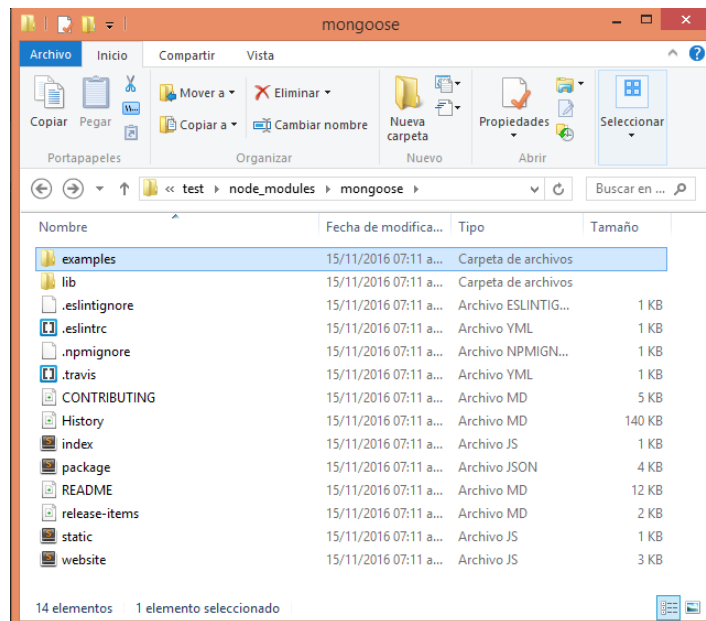 mongoose
Archivo Inicio Compartir Vista
Copiar Pegar Mover a Copiar a Eliminar Cambiar nombre Nueva carpeta Propiedades Seleccionar
Portapapeles Organizar Nuevo Abrir
« test node_modules mongoose Buscar en ...
Nombre Fecha de modifica... Tipo Tamaño
examples 15/11/2016 07:11 a... Carpeta de archivos
lib 15/11/2016 07:11 a... Carpeta de archivos
.eslintignore 15/11/2016 07:11 a... Archivo ESLINTIG... 1 KB
.eslintrc 15/11/2016 07:11 a... Archivo YML 1 KB
.npmignore 15/11/2016 07:11 a... Archivo NPMIGN... 1 KB
.travis 15/11/2016 07:11 a... Archivo YML 1 KB
CONTRIBUTING 15/11/2016 07:11 a... Archivo MD 5 KB
History 15/11/2016 07:11 a... Archivo MD 140 KB
index 15/11/2016 07:11 a... Archivo JS 1 KB
package 15/11/2016 07:11 a... Archivo JSON 4 KB
README 15/11/2016 07:11 a... Archivo MD 12 KB
release-items 15/11/2016 07:11 a... Archivo MD 2 KB
static 15/11/2016 07:11 a... Archivo JS 1 KB
website 15/11/2016 07:11 a... Archivo JS 3 KB
14 elementos 1 elemento seleccionado